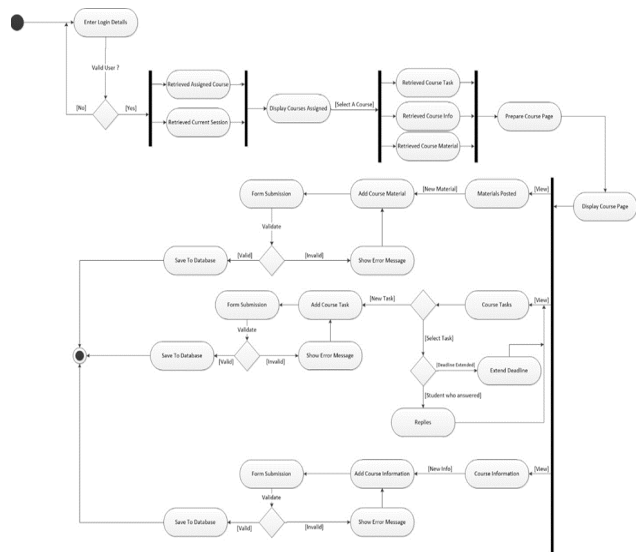 Enter Login Details
Valid User ?
[No]
[Yes]
Retrieved Assigned Course
Retrieved Current Session
Display Courses Assigned
[Select A Course]
Retrieved Course Task
Retrieved Course Info
Retrieved Course Material
Prepare Course Page
Display Course Page
[View]
Materials Posted
[New Material]
Add Course Material
Form Submission
Validate
[Valid]
[Invalid]
Save To Database
Show Error Message
[View]
Course Tasks
[New Task]
Add Course Task
Form Submission
Validate
[Valid]
[Invalid]
Save To Database
Show Error Message
[Select Task]
[Deadline Extended]
Extend Deadline
[Student who answered]
Replies
[View]
Course Information
[New Info]
Add Course Information
Form Submission
Validate
[Valid]
[Invalid]
Save To Database
Show Error Message